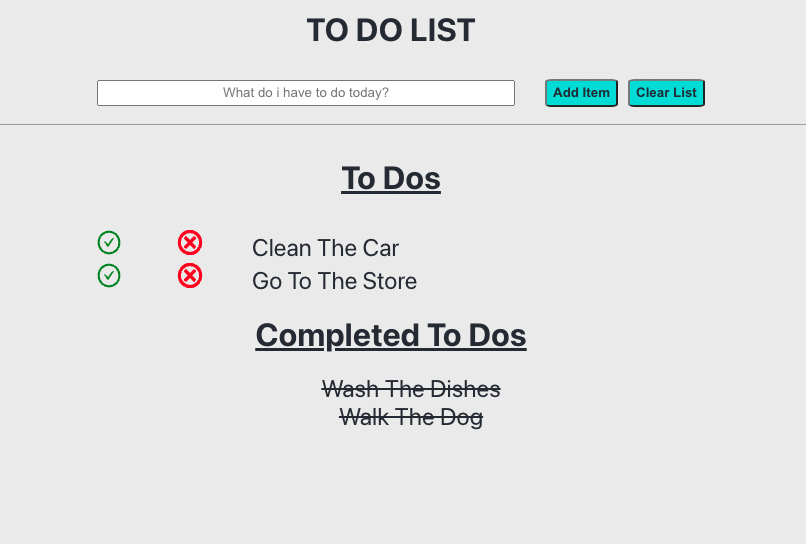 TO DO LIST
What do i have to do today?
Add Item
Clear List
To Dos
Clean The Car
Go To The Store
Completed To Dos
Wash The Dishes
Walk The Dog